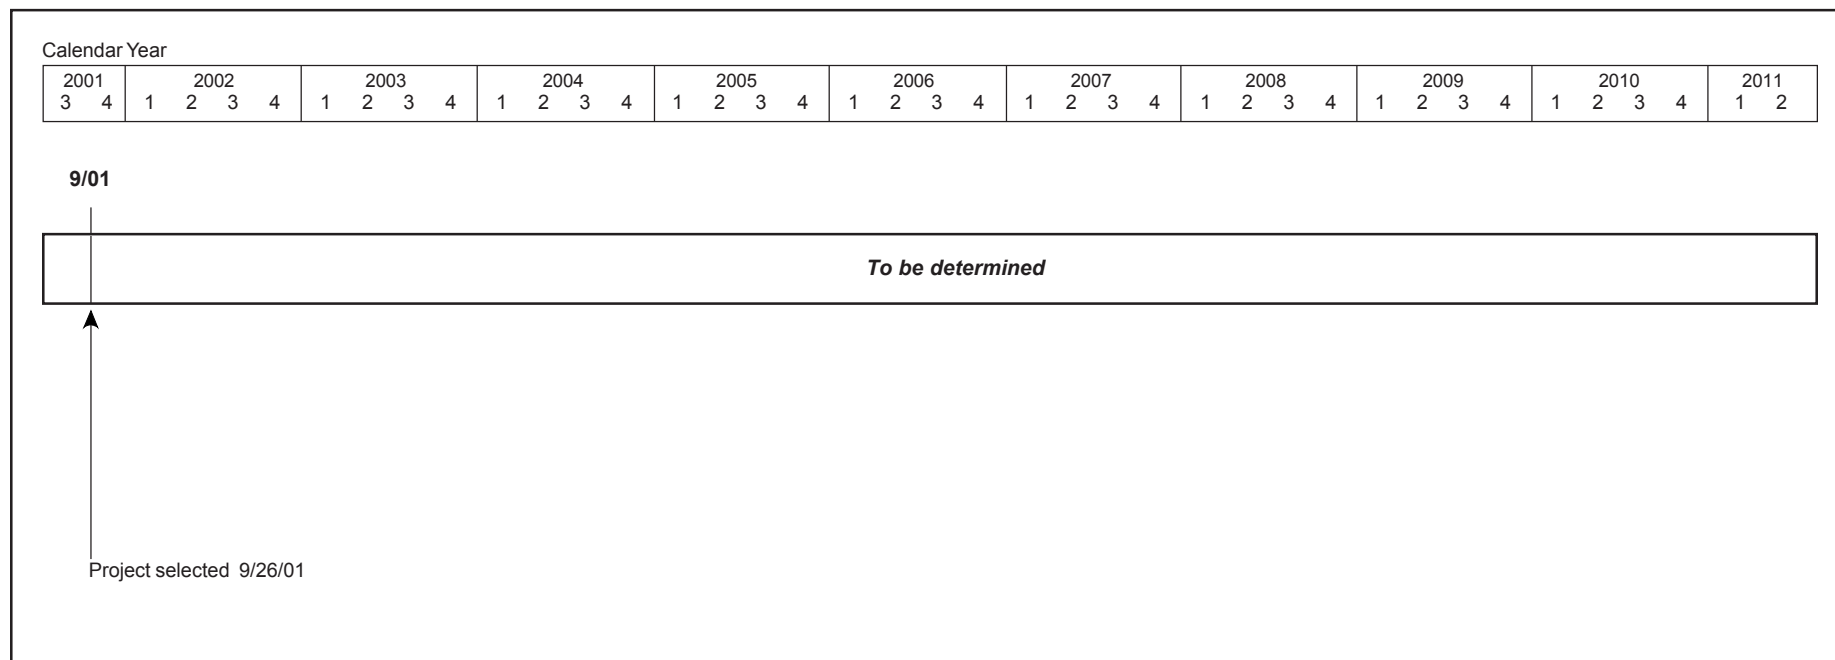 Calendar Year
2001 2002 2003 2004 2005 2006 2007 2008 2009 2010 2011
3 4 1 2 3 4 1 2 3 4 1 2 3 4 1 2 3 4 1 2 3 4 1 2 3 4 1 2 3 4 1 2 3 4 1 2 3 4 1 2
9/01
To be determined
Project selected 9/26/01